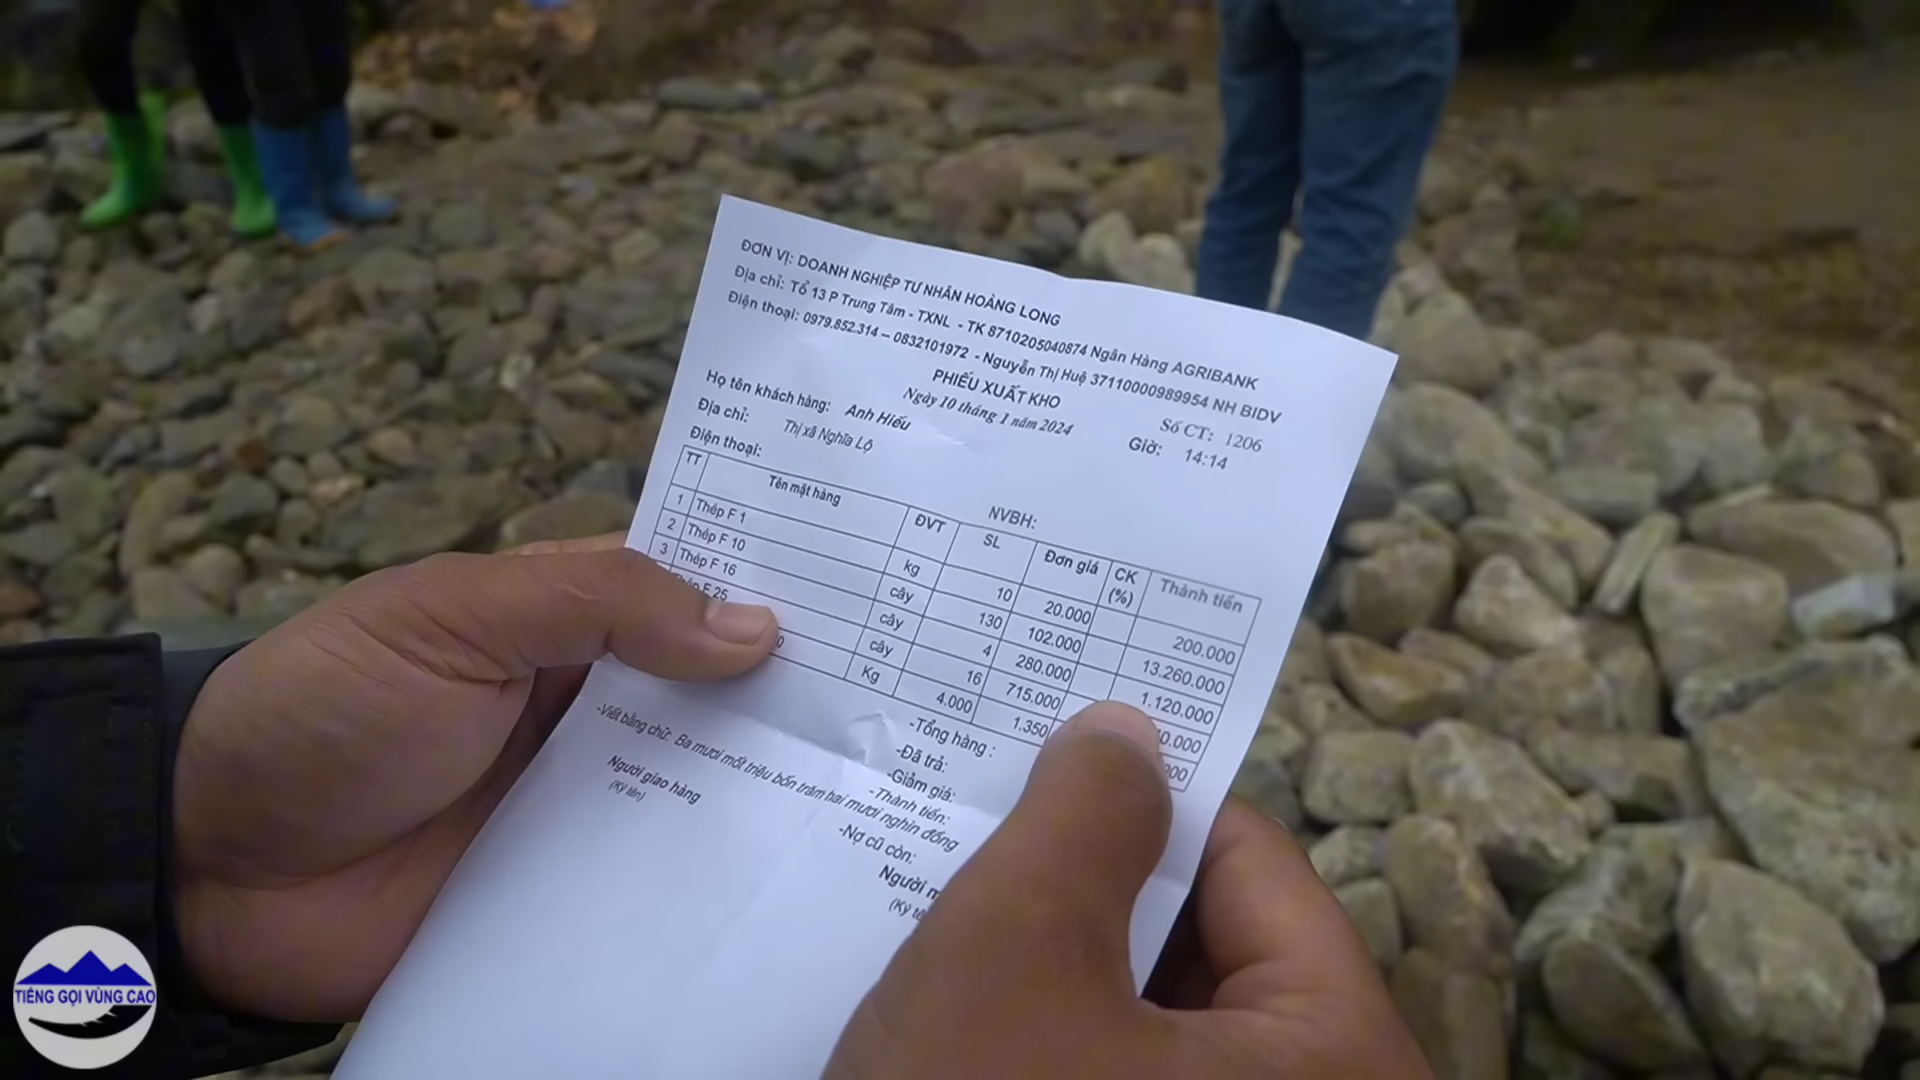 ĐƠN VỊ: DOANH NGHIỆP TƯ NHÂN HOÀNG LONG
Địa chỉ: Tổ 13 P Trung Tâm - TXNL - TK 8710205040874 Ngân Hàng AGRIBANK
Điện thoại: 0979.852.314 – 0832101972 - Nguyễn Thị Huệ 37110000989954 NH BIDV
PHIẾU XUẤT KHO
Ngày 10 tháng 1 năm 2024
Số CT: 1206
Giờ: 14:14
Họ tên khách hàng: Anh Hiếu
Địa chỉ: Thị xã Nghĩa Lộ
Điện thoại:
NVBH:
TT Tên mặt hàng ĐVT SL Đơn giá CK (%) Thành tiền
1 Thép F 1 kg 10 20.000 200.000
2 Thép F 10 cây 130 102.000 13.260.000
3 Thép F 16 cây 4 280.000 1.120.000
F 25 cây 16 715.000 0.000
0 Kg 4.000 1.350
-Tổng hàng :
-Đã trả:
-Giảm giá:
-Thành tiền:
-Viết bằng chữ: Ba mươi mốt triệu bốn trăm hai mươi nghìn đồng
-Nợ cũ còn:
Người giao hàng
(Ký tên)
Người
(Ký
TIẾNG GỌI VÙNG CAO